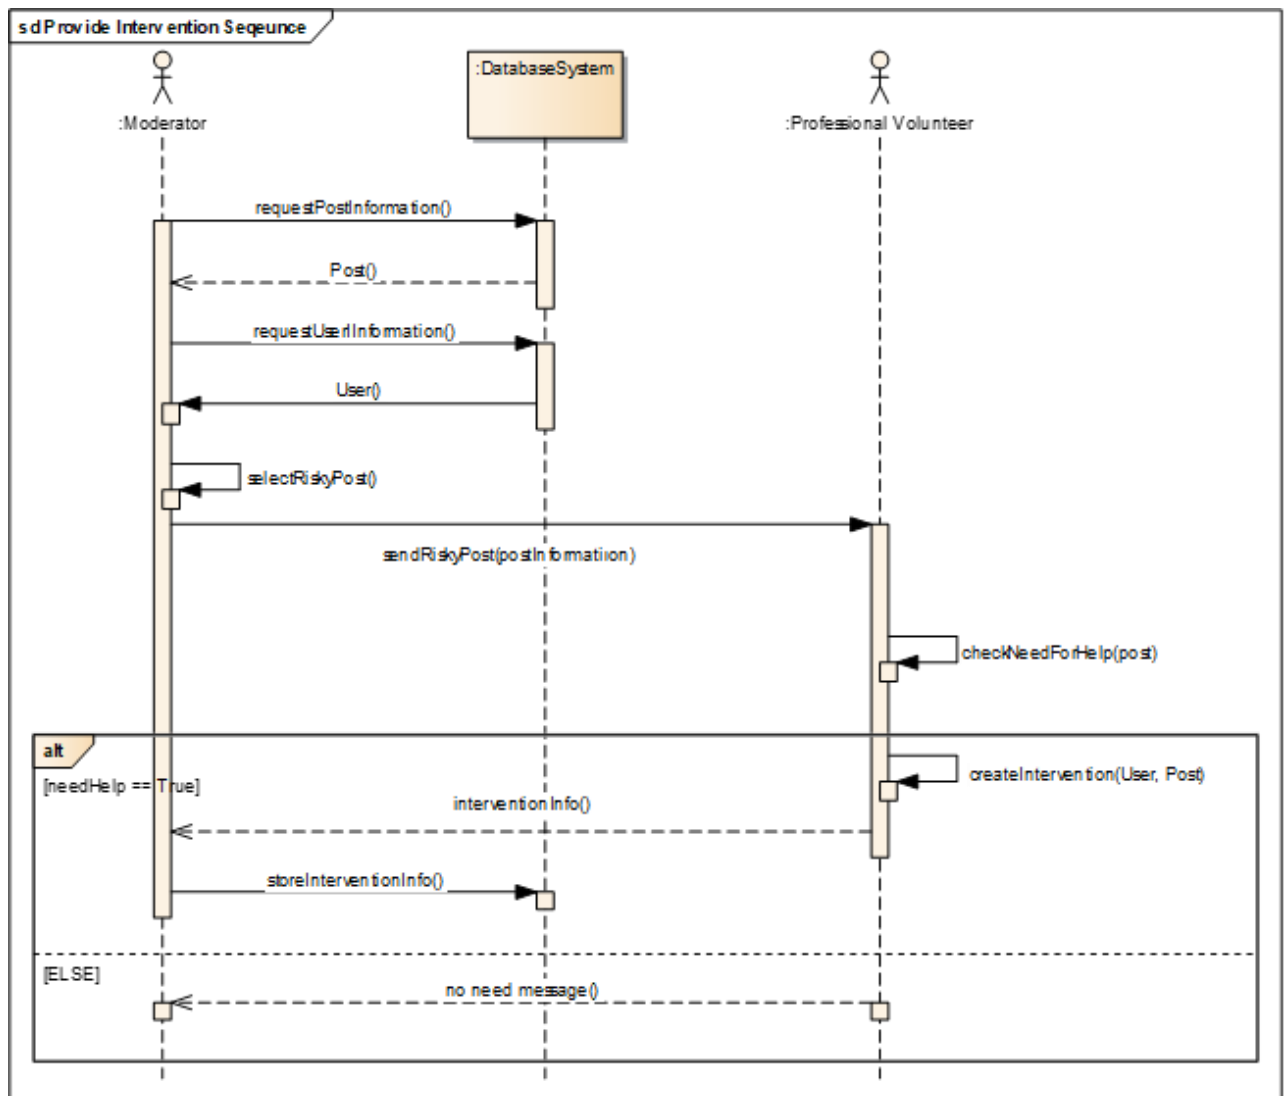 sd Provide Intervention Seqeunce
:Moderator
:DatabaseSystem
:Professional Volunteer
requestPostInformation()
Post()
requestUserIInformation()
User()
selectRiskyPost()
sendRiskyPost(postInformatiion)
checkNeedForHelp(post)
alt
[needHelp == True]
createIntervention(User, Post)
interventionInfo()
storeInterventionInfo()
[ELSE]
no need message()